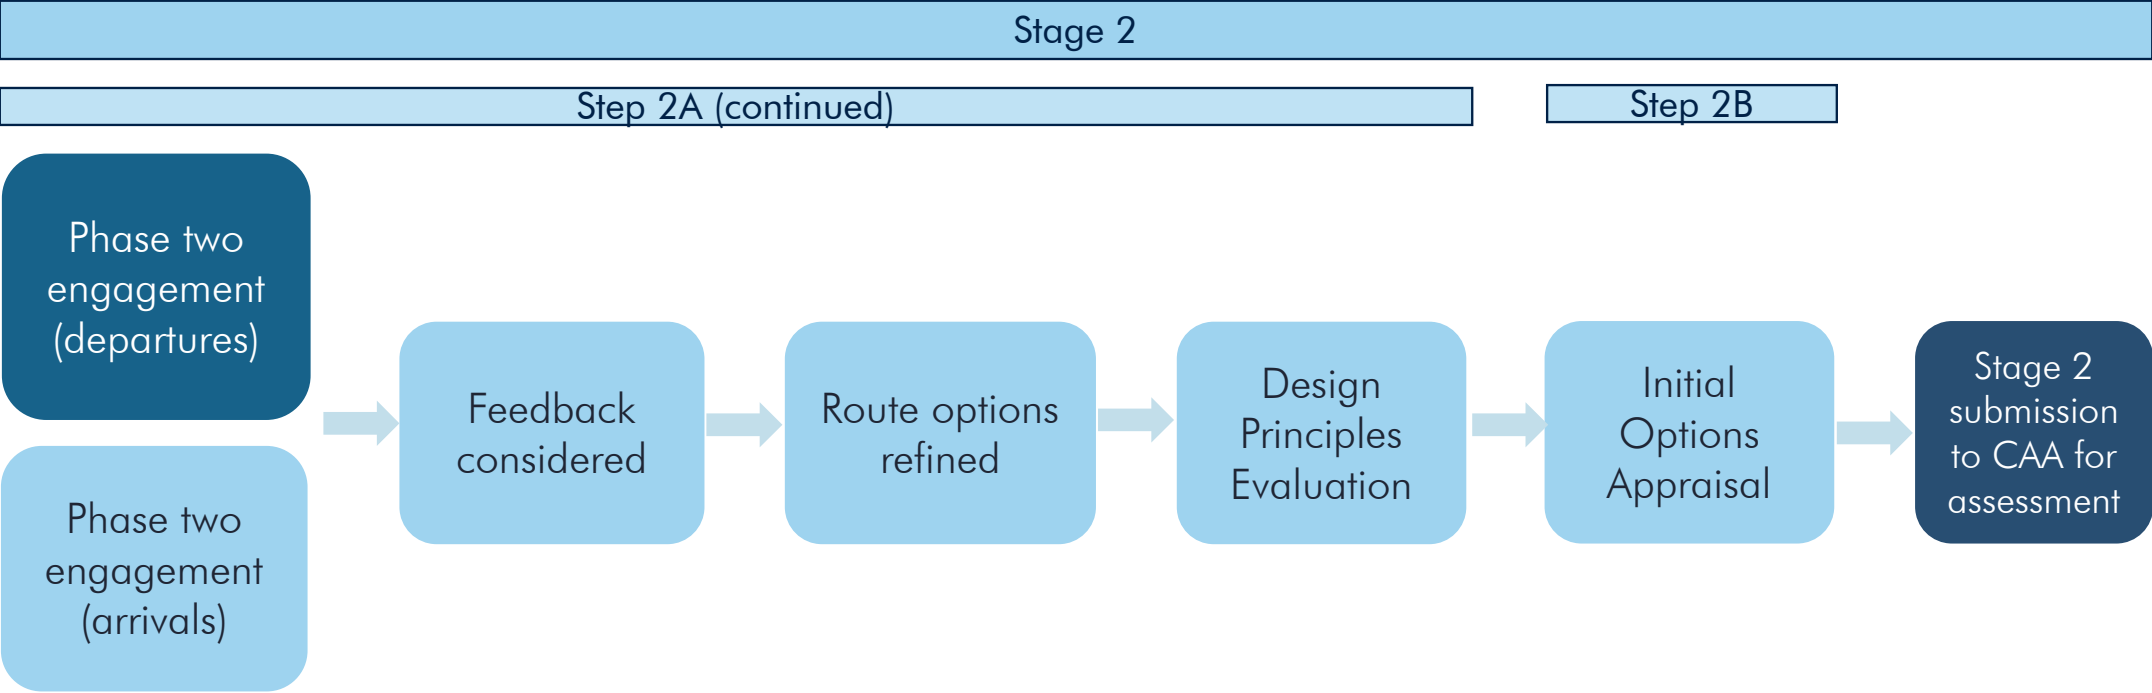 Stage 2
Step 2A (continued)
Step 2B
Phase two
engagement
(departures)
Phase two
engagement
(arrivals)
Feedback
considered
Route options
refined
Design
Principles
Evaluation
Initial
Options
Appraisal
Stage 2
submission
to CAA for
assessment